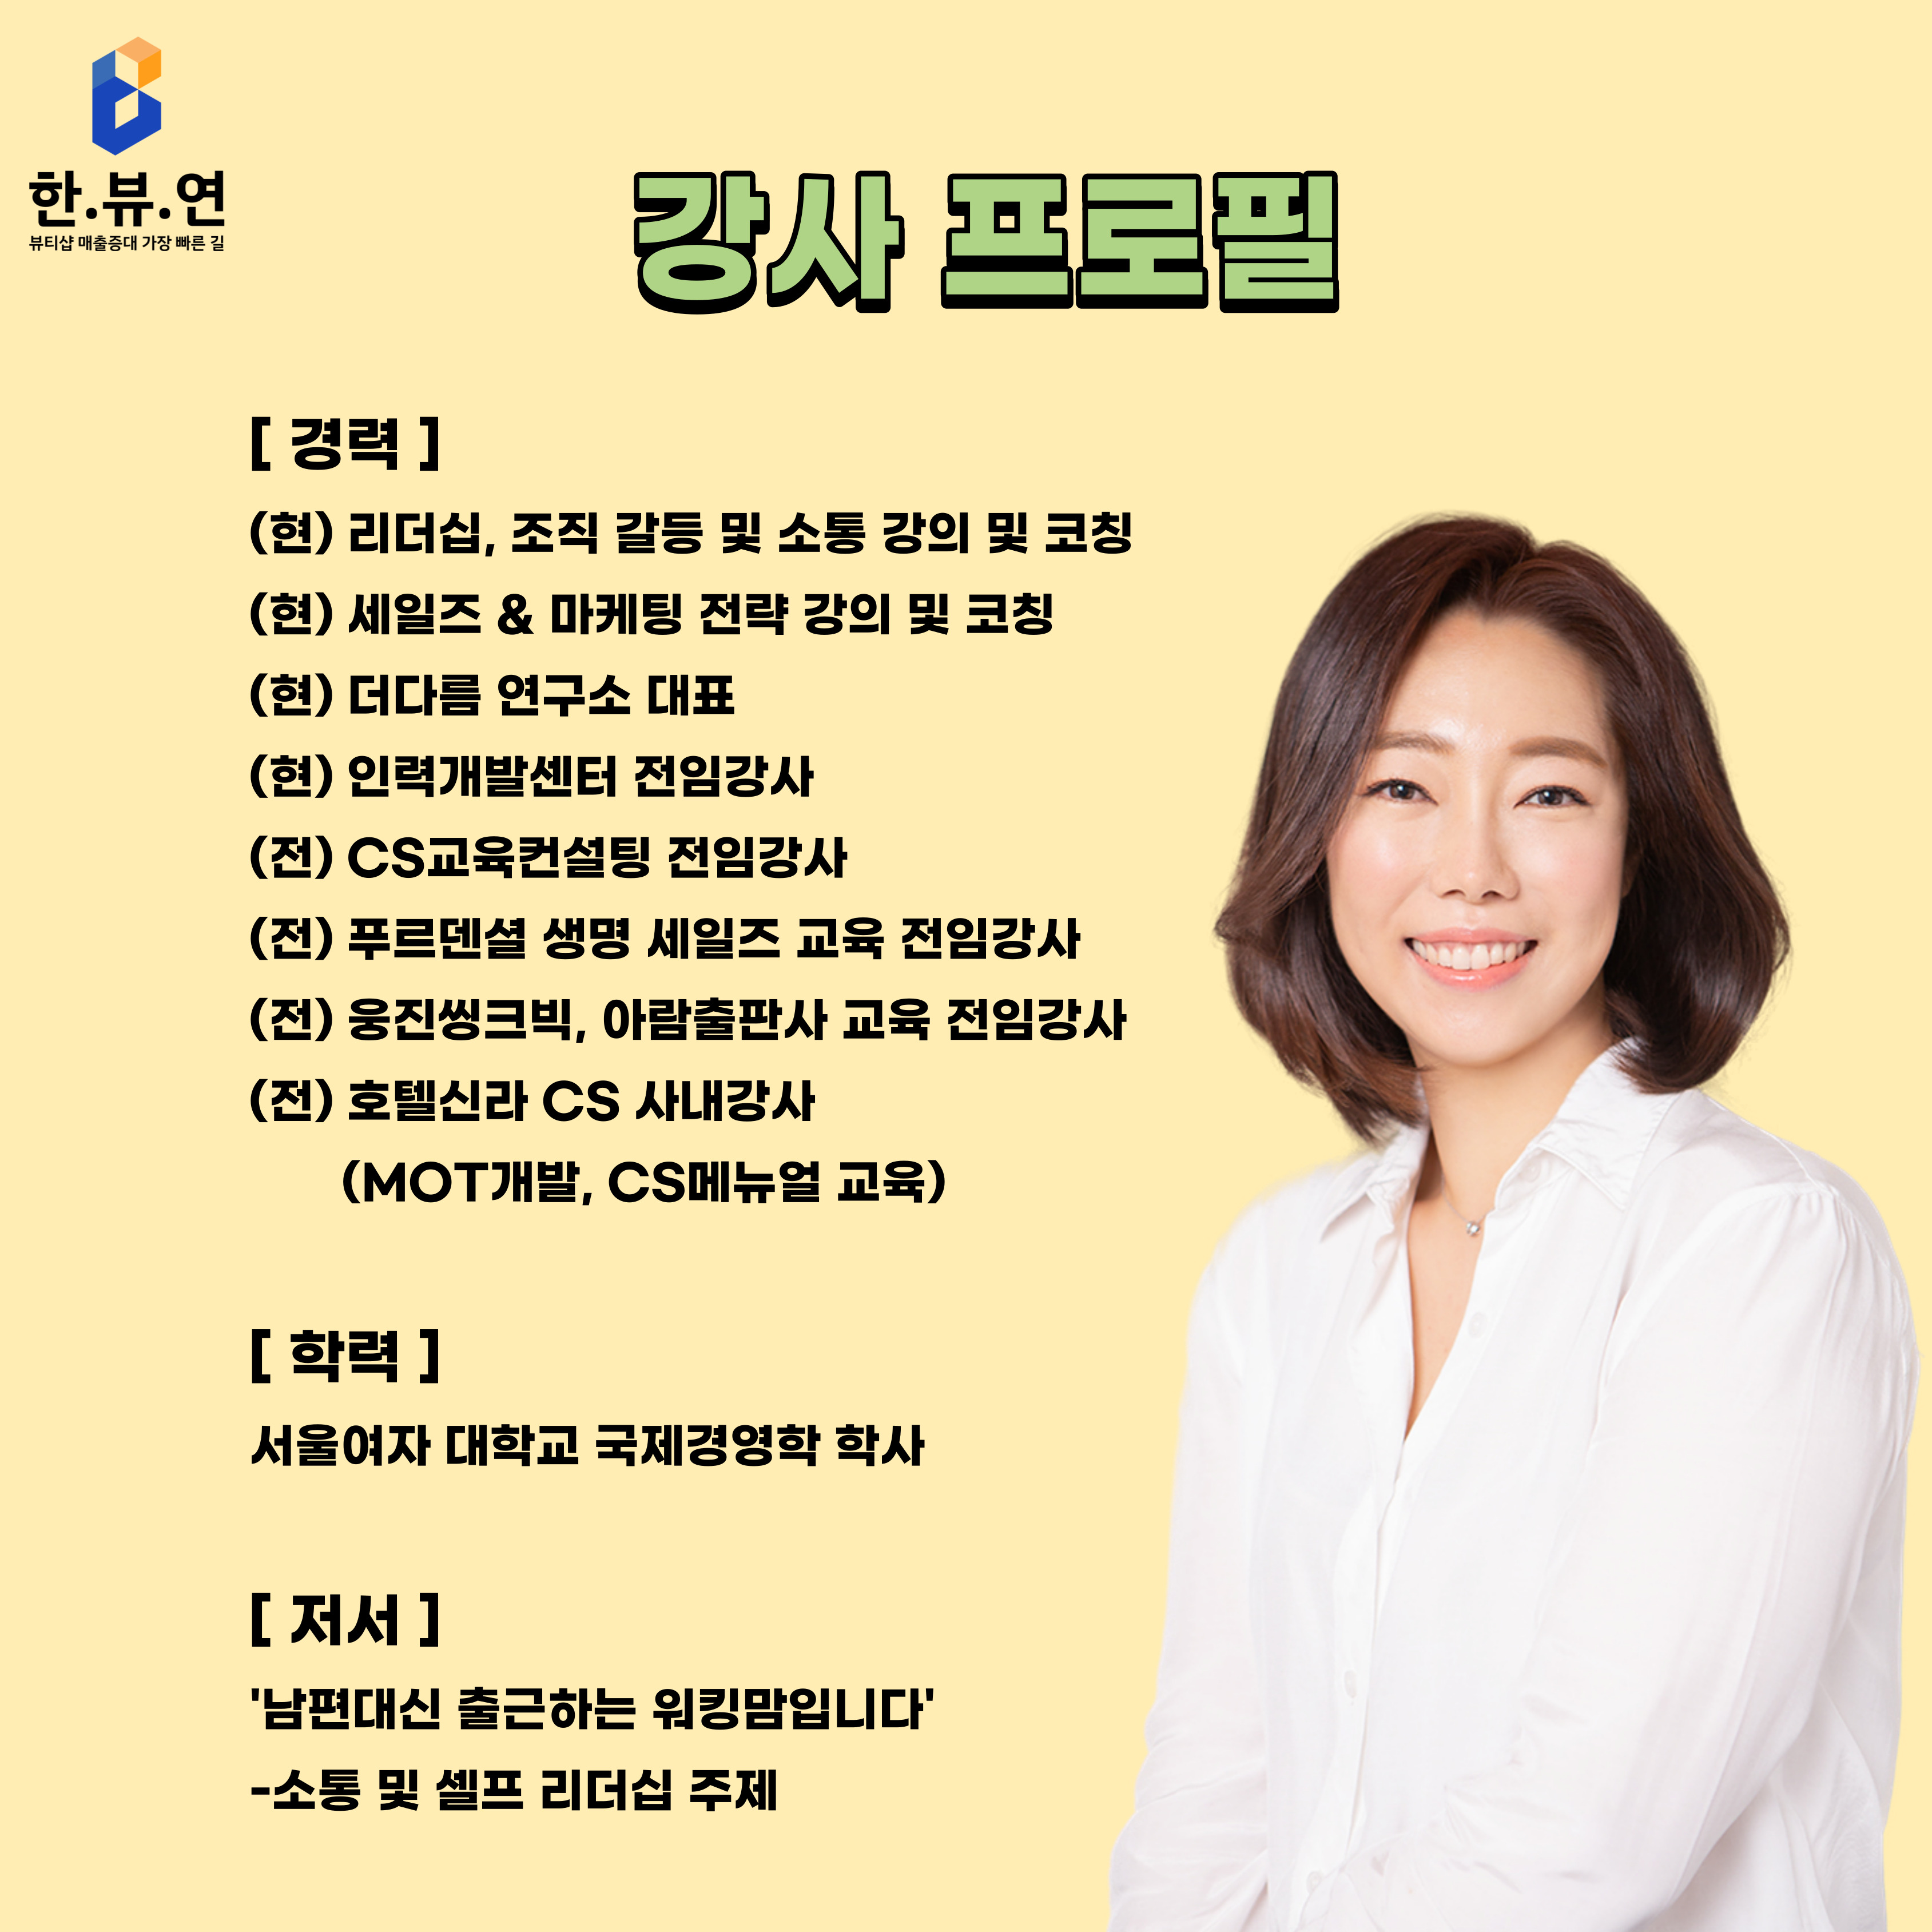 한.뷰.연
뷰티샵 매출증대 가장 빠른 길
강사 프로필
[ 경력 ]
(현) 리더십, 조직 갈등 및 소통 강의 및 코칭
(현) 세일즈 & 마케팅 전략 강의 및 코칭
(현) 더다름 연구소 대표
(현) 인력개발센터 전임강사
(전) CS교육컨설팅 전임강사
(전) 푸르덴셜 생명 세일즈 교육 전임강사
(전) 웅진씽크빅, 아람출판사 교육 전임강사
(전) 호텔신라 CS 사내강사
(MOT개발, CS메뉴얼 교육)
[ 학력 ]
서울여자 대학교 국제경영학 학사
[ 저서 ]
'남편대신 출근하는 워킹맘입니다'
-소통 및 셀프 리더십 주제